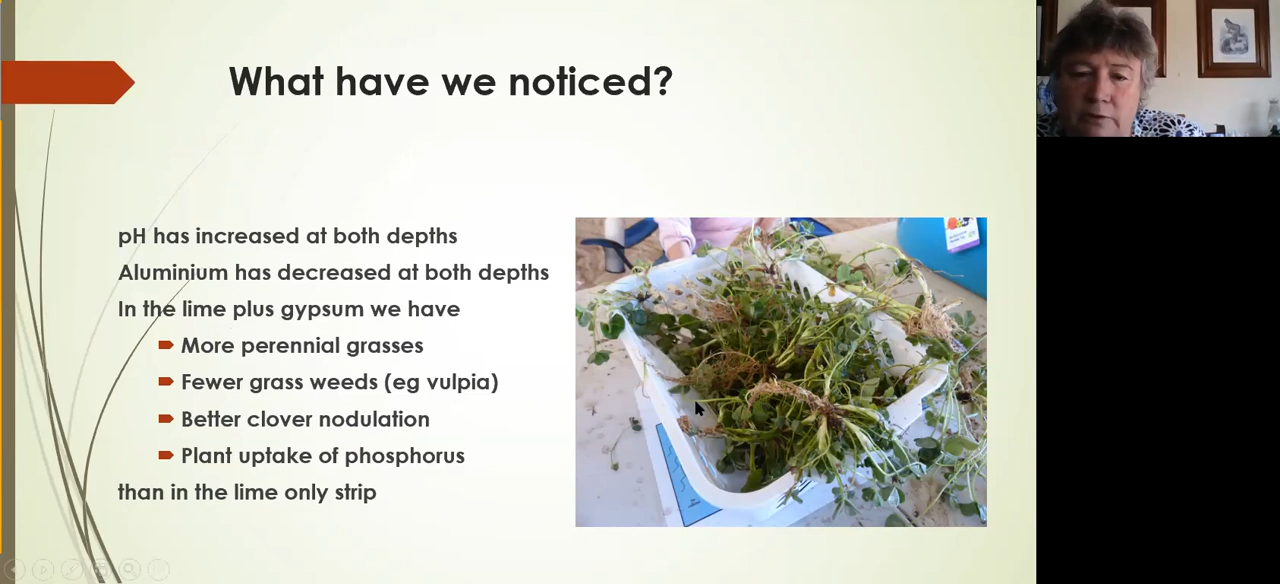 What have we noticed?
pH has increased at both depths
Aluminium has decreased at both depths
In the lime plus gypsum we have
More perennial grasses
Fewer grass weeds (eg vulpia)
Better clover nodulation
Plant uptake of phosphorus
than in the lime only strip